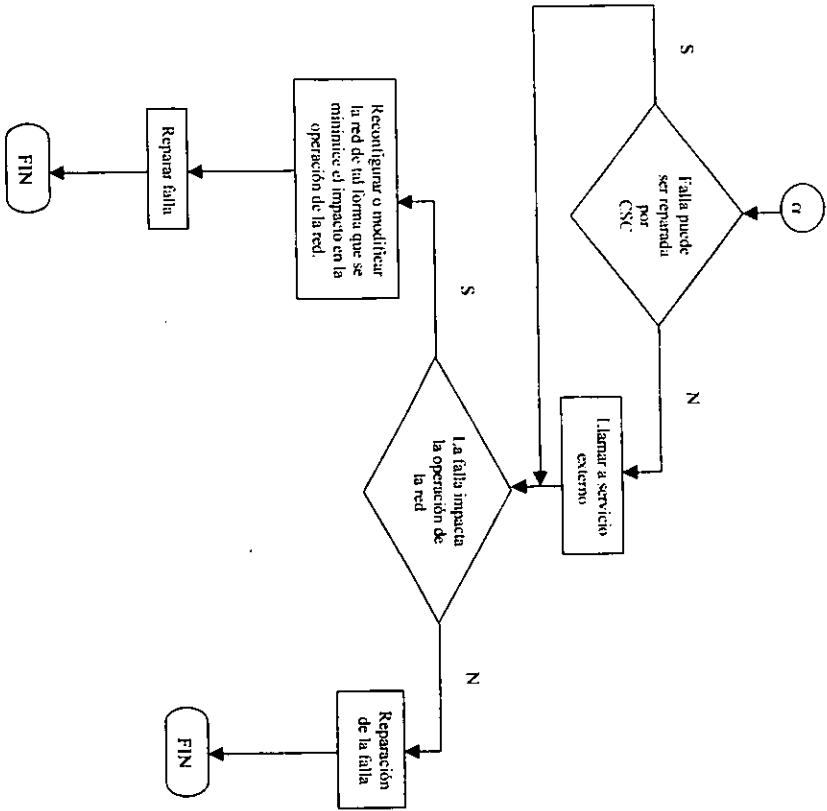 Falla puede
ser reparada
por
CSC
S
N
Llamar a servicio
externo
La falla impacta
la operación de
la red
S
N
Reconfigurar o modificar
la red de tal forma que se
minimice el impacto en la
operación de la red.
Reparar falla
FIN
Reparación
de la falla
FIN